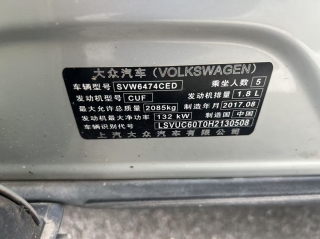 大众汽车(VOLKSWAGEN)
车辆型号 SVW6474CED 乘坐人数 5
发动机型号 CUF 发动机排量 1.8 L
最大允许总质量 2085kg 制造年月 2017.08
发动机最大净功率 132 kW 制造国 中国
车辆识别代号 LSVUC60T0H2130508
上汽大众汽车有限公司